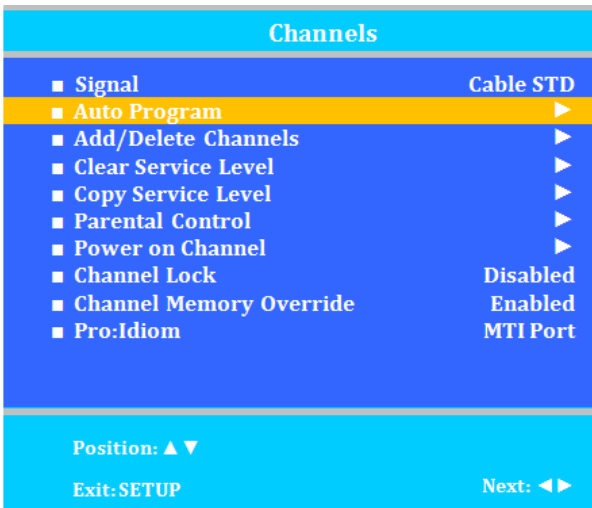 Channels
■ Signal Cable STD
■ Auto Program ▶
■ Add/Delete Channels ▶
■ Clear Service Level ▶
■ Copy Service Level ▶
■ Parental Control ▶
■ Power on Channel ▶
■ Channel Lock Disabled
■ Channel Memory Override Enabled
■ Pro:Idiom MTI Port
Position: ▲ ▼
Exit: SETUP Next: ◀ ▶